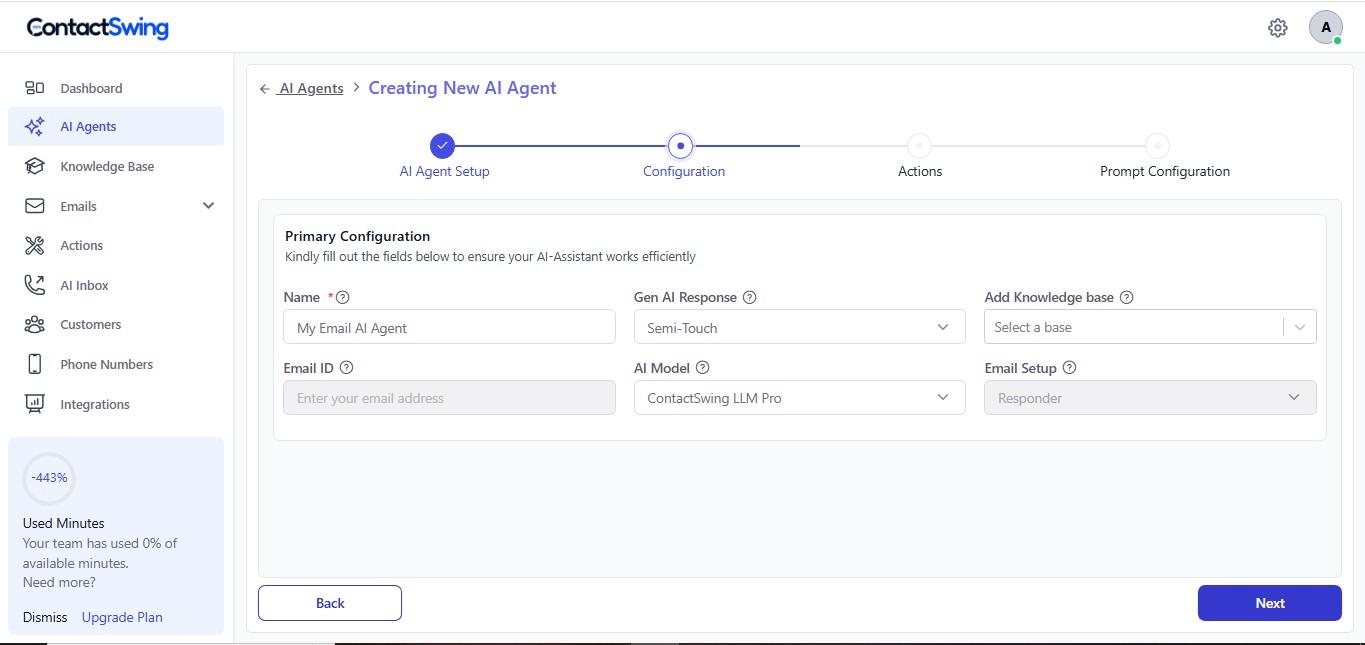 ContactSwing
A
Dashboard
AI Agents
Knowledge Base
Emails
Actions
AI Inbox
Customers
Phone Numbers
Integrations
-443%
Used Minutes
Your team has used 0% of
available minutes.
Need more?
Dismiss Upgrade Plan
← AI Agents > Creating New AI Agent
AI Agent Setup Configuration Actions Prompt Configuration
Primary Configuration
Kindly fill out the fields below to ensure your AI-Assistant works efficiently
Name * Gen AI Response Add Knowledge base
My Email AI Agent Semi-Touch Select a base
Email ID AI Model Email Setup
Enter your email address ContactSwing LLM Pro Responder
Back Next